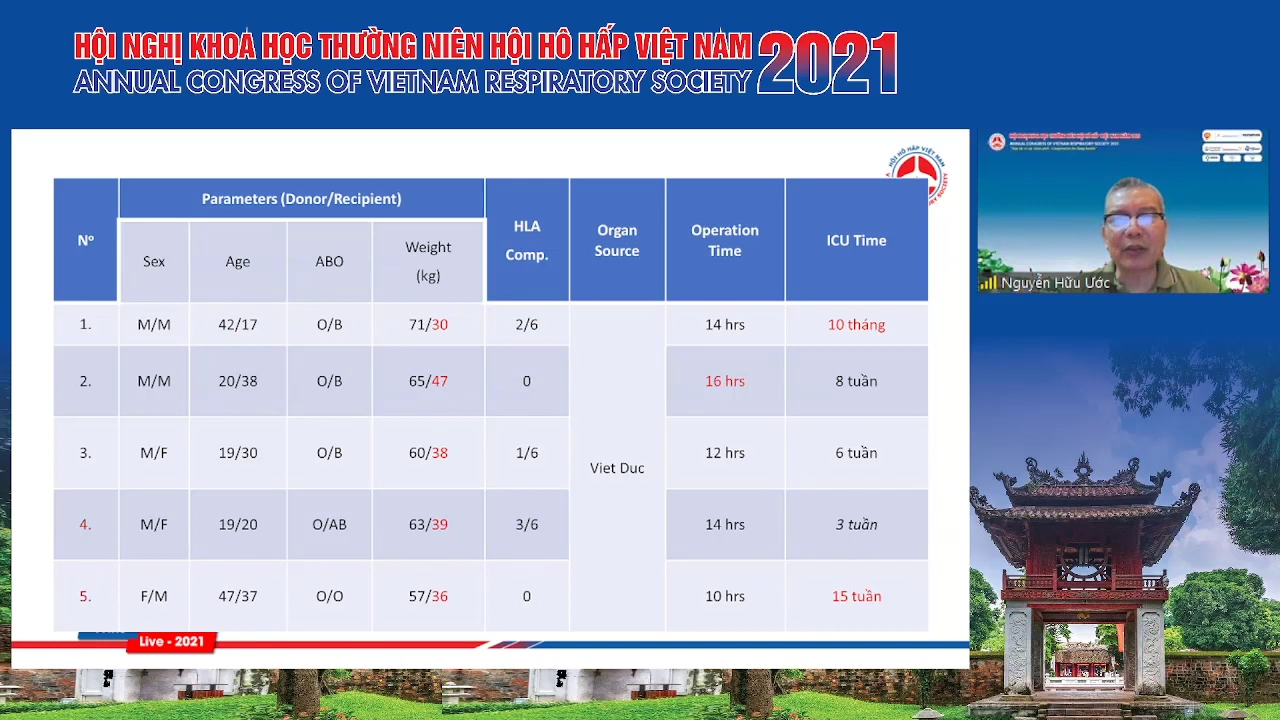 HỘI NGHỊ KHOA HỌC THƯỜNG NIÊN HỘI HÔ HẤP VIỆT NAM 2021
ANNUAL CONGRESS OF VIETNAM RESPIRATORY SOCIETY
HỘI HÔ HẤP VIỆT NAM
Nguyễn Hữu Ước
Nº Parameters (Donor/Recipient) HLA Comp. Organ Source Operation Time ICU Time
Sex Age ABO Weight (kg)
1. M/M 42/17 O/B 71/30 2/6 14 hrs 10 tháng
2. M/M 20/38 O/B 65/47 0 16 hrs 8 tuần
3. M/F 19/30 O/B 60/38 1/6 12 hrs 6 tuần
Viet Duc
4. M/F 19/20 O/AB 63/39 3/6 14 hrs 3 tuần
5. F/M 47/37 O/O 57/36 0 10 hrs 15 tuần
Live - 2021